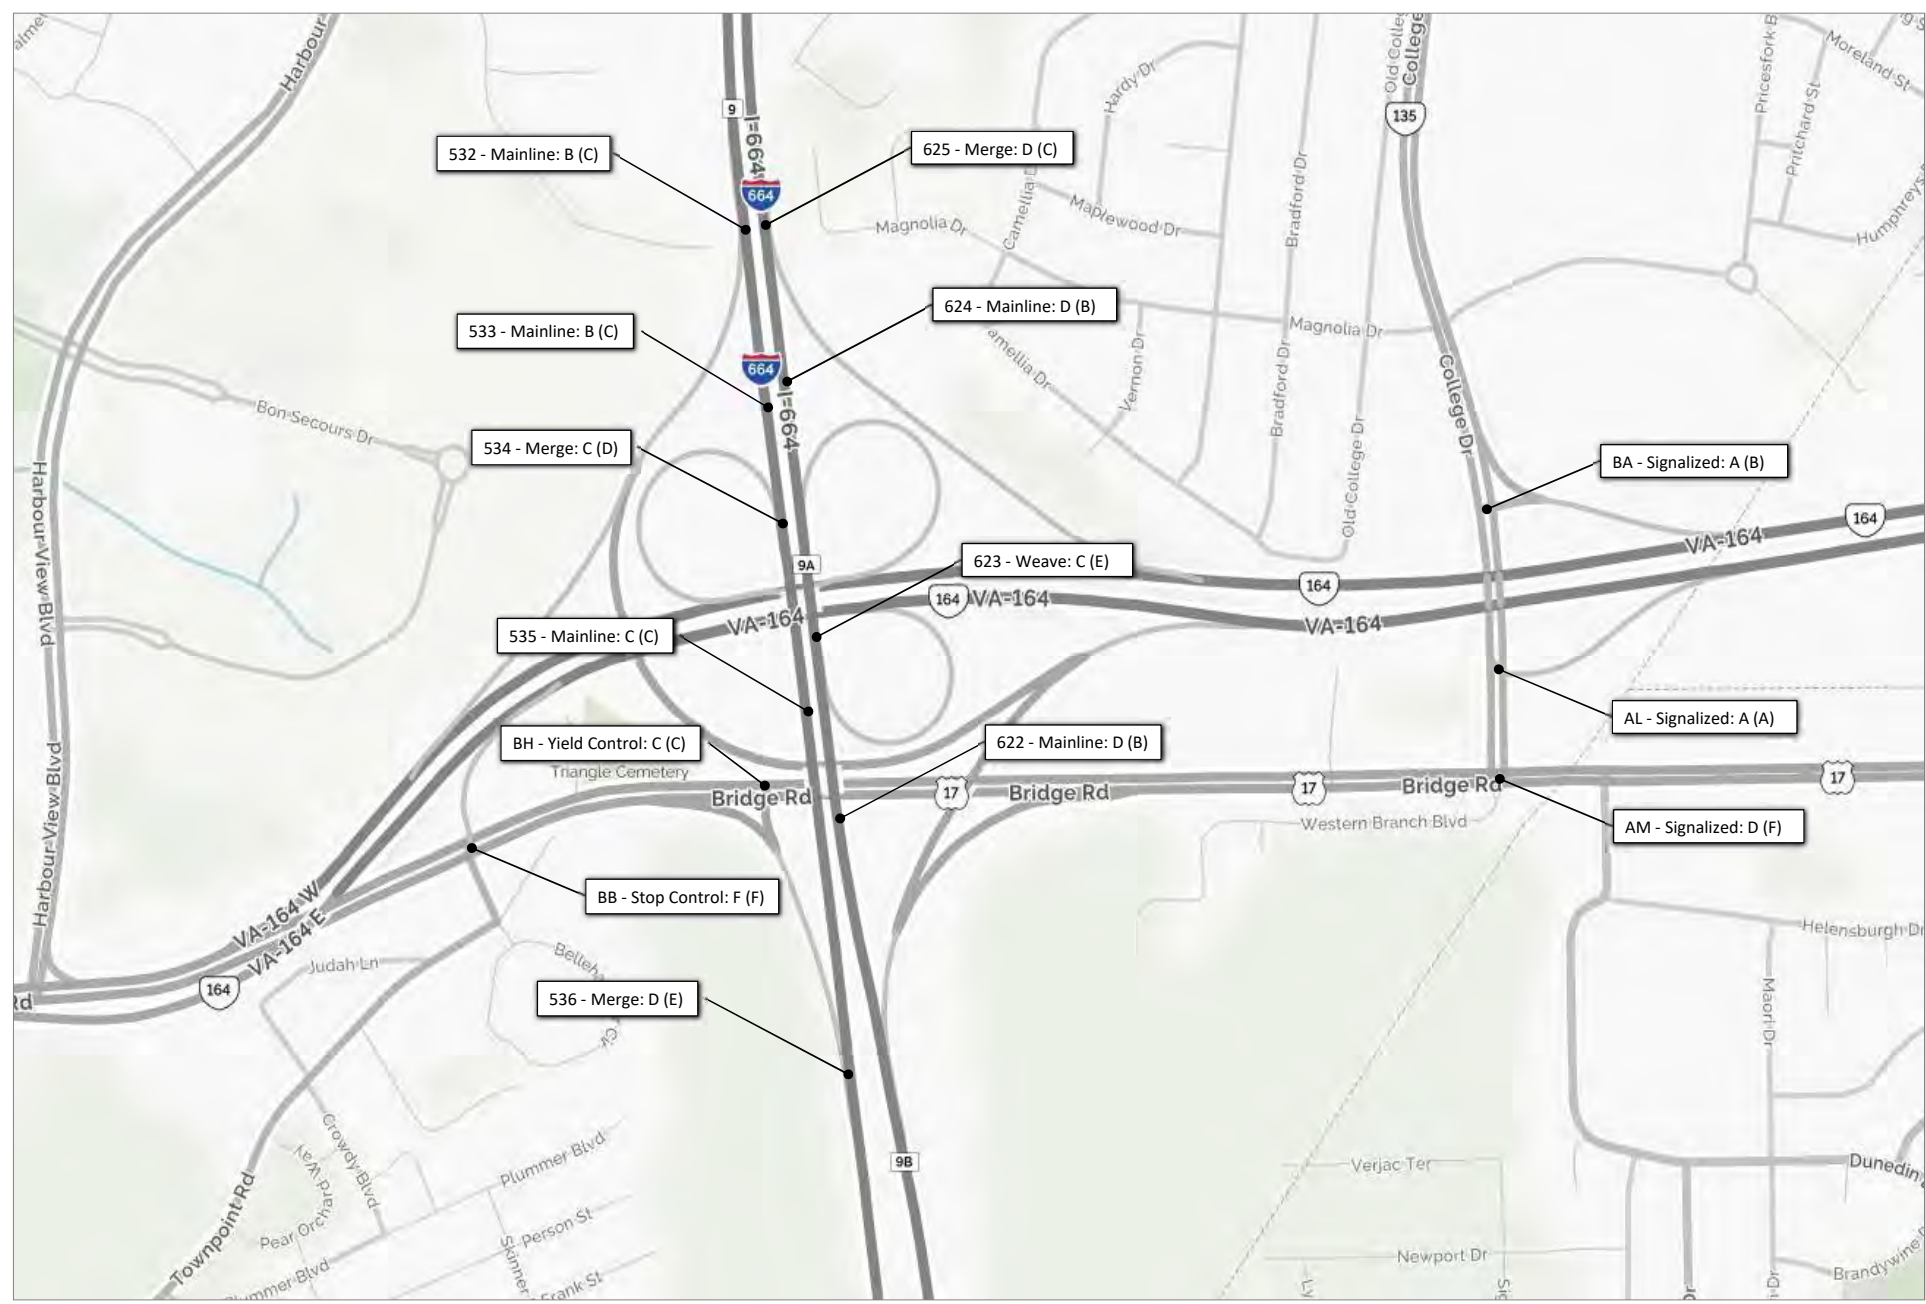 Harbour
9
I-664
664
532 - Mainline: B (C)
625 - Merge: D (C)
Old Colleg
College
135
Hardy Dr
Pricesfork B
Pritchard St
Moreland St
Humphreys
Camellia D
Maplewood Dr
Magnolia Dr
Bradford Dr
533 - Mainline: B (C)
624 - Mainline: D (B)
664
I-664
amellia Dr
Vernon Dr
Bradford Dr
Magnolia Dr
College Dr
Old College Dr
Bon Secours Dr
534 - Merge: C (D)
BA - Signalized: A (B)
Harbour View Blvd
9A
623 - Weave: C (E)
164
VA-164
164
164
VA-164
VA-164
VA-164
535 - Mainline: C (C)
AL - Signalized: A (A)
BH - Yield Control: C (C)
622 - Mainline: D (B)
Triangle Cemetery
Harbour View Blvd
Bridge Rd
17
Bridge Rd
17
Bridge Rd
17
Western Branch Blvd
AM - Signalized: D (F)
BB - Stop Control: F (F)
VA-164 W
VA-164 E
Judah Ln
Belleha
Helensburgh Dr
164
Rd
536 - Merge: D (E)
Maori Dr
Crowdy Blvd
Plummer Blvd
9B
Verjac Ter
Dunedin
Townpoint Rd
Pear Orchard Way
Person St
Skinner
Plummer Blvd
Frank St
Newport Dr
Brandywine
Dr